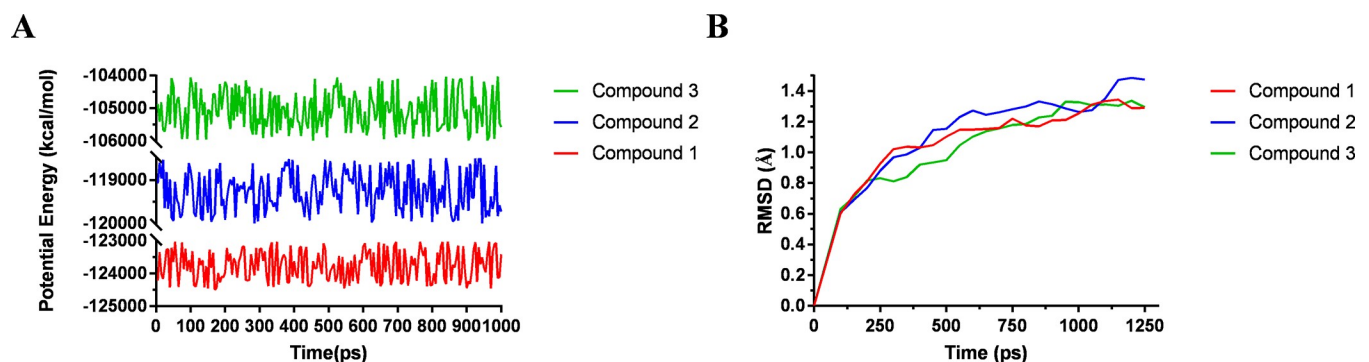 A
Potential Energy (kcal/mol)
-104000
-105000
-106000
-119000
-120000
-123000
-124000
-125000
0 100 200 300 400 500 600 700 800 900 1000
Time(ps)
Compound 3
Compound 2
Compound 1
B
RMSD (Å)
1.4
1.2
1.0
0.8
0.6
0.4
0.2
0.0
0 250 500 750 1000 1250
Time (ps)
Compound 1
Compound 2
Compound 3